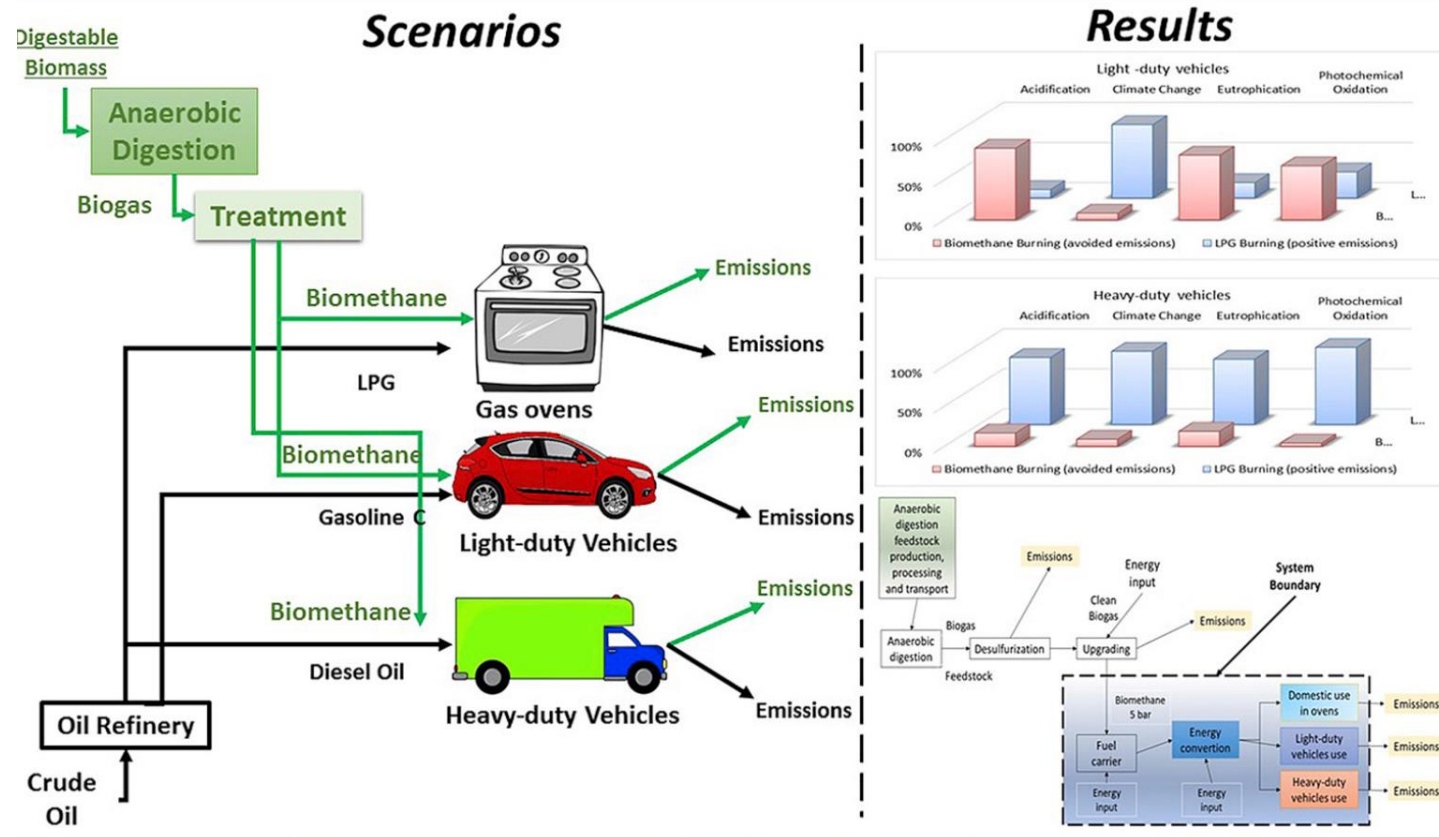 Scenarios
Digestable
Biomass
Anaerobic
Digestion
Biogas
Treatment
Biomethane
LPG
Gas ovens
Emissions
Emissions
Biomethane
Gasoline C
Light-duty Vehicles
Emissions
Emissions
Biomethane
Diesel Oil
Heavy-duty Vehicles
Emissions
Emissions
Oil Refinery
Crude
Oil
Results
Light -duty vehicles
Acidification Climate Change Eutrophication Photochemical
Oxidation
100%
50%
0%
L...
B...
Biomethane Burning (avoided emissions) LPG Burning (positive emissions)
Heavy-duty vehicles
Acidification Climate Change Eutrophication Photochemical
Oxidation
100%
50%
0%
L...
B...
Biomethane Burning (avoided emissions) LPG Burning (positive emissions)
Anaerobic
digestion
feedstock
production,
processing
and transport
Emissions
Energy
input
System
Boundary
Clean
Biogas
Emissions
Biogas
Anaerobic
digestion
Desulfurization
Upgrading
Feedstock
Biomethane
5 bar
Domestic use
in ovens
Emissions
Fuel
carrier
Energy
convertion
Light-duty
vehicles use
Emissions
Energy
input
Energy
input
Heavy-duty
vehicles use
Emissions